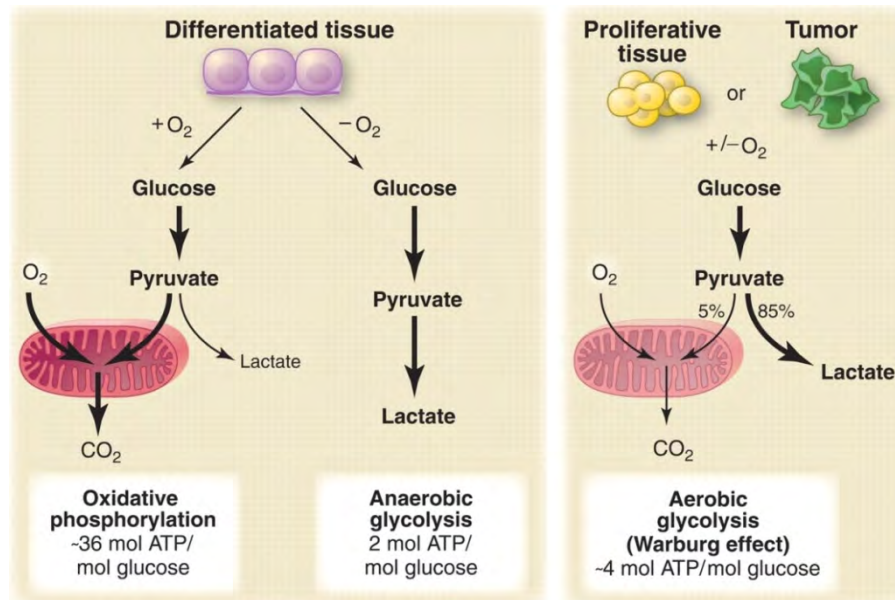 Differentiated tissue
+O₂
−O₂
Glucose
Glucose
O₂
Pyruvate
Pyruvate
Lactate
Lactate
CO₂
Oxidative
phosphorylation
~36 mol ATP/
mol glucose
Anaerobic
glycolysis
2 mol ATP/
mol glucose
Proliferative
tissue
or
Tumor
+/−O₂
Glucose
O₂
Pyruvate
5%
85%
Lactate
CO₂
Aerobic
glycolysis
(Warburg effect)
~4 mol ATP/mol glucose